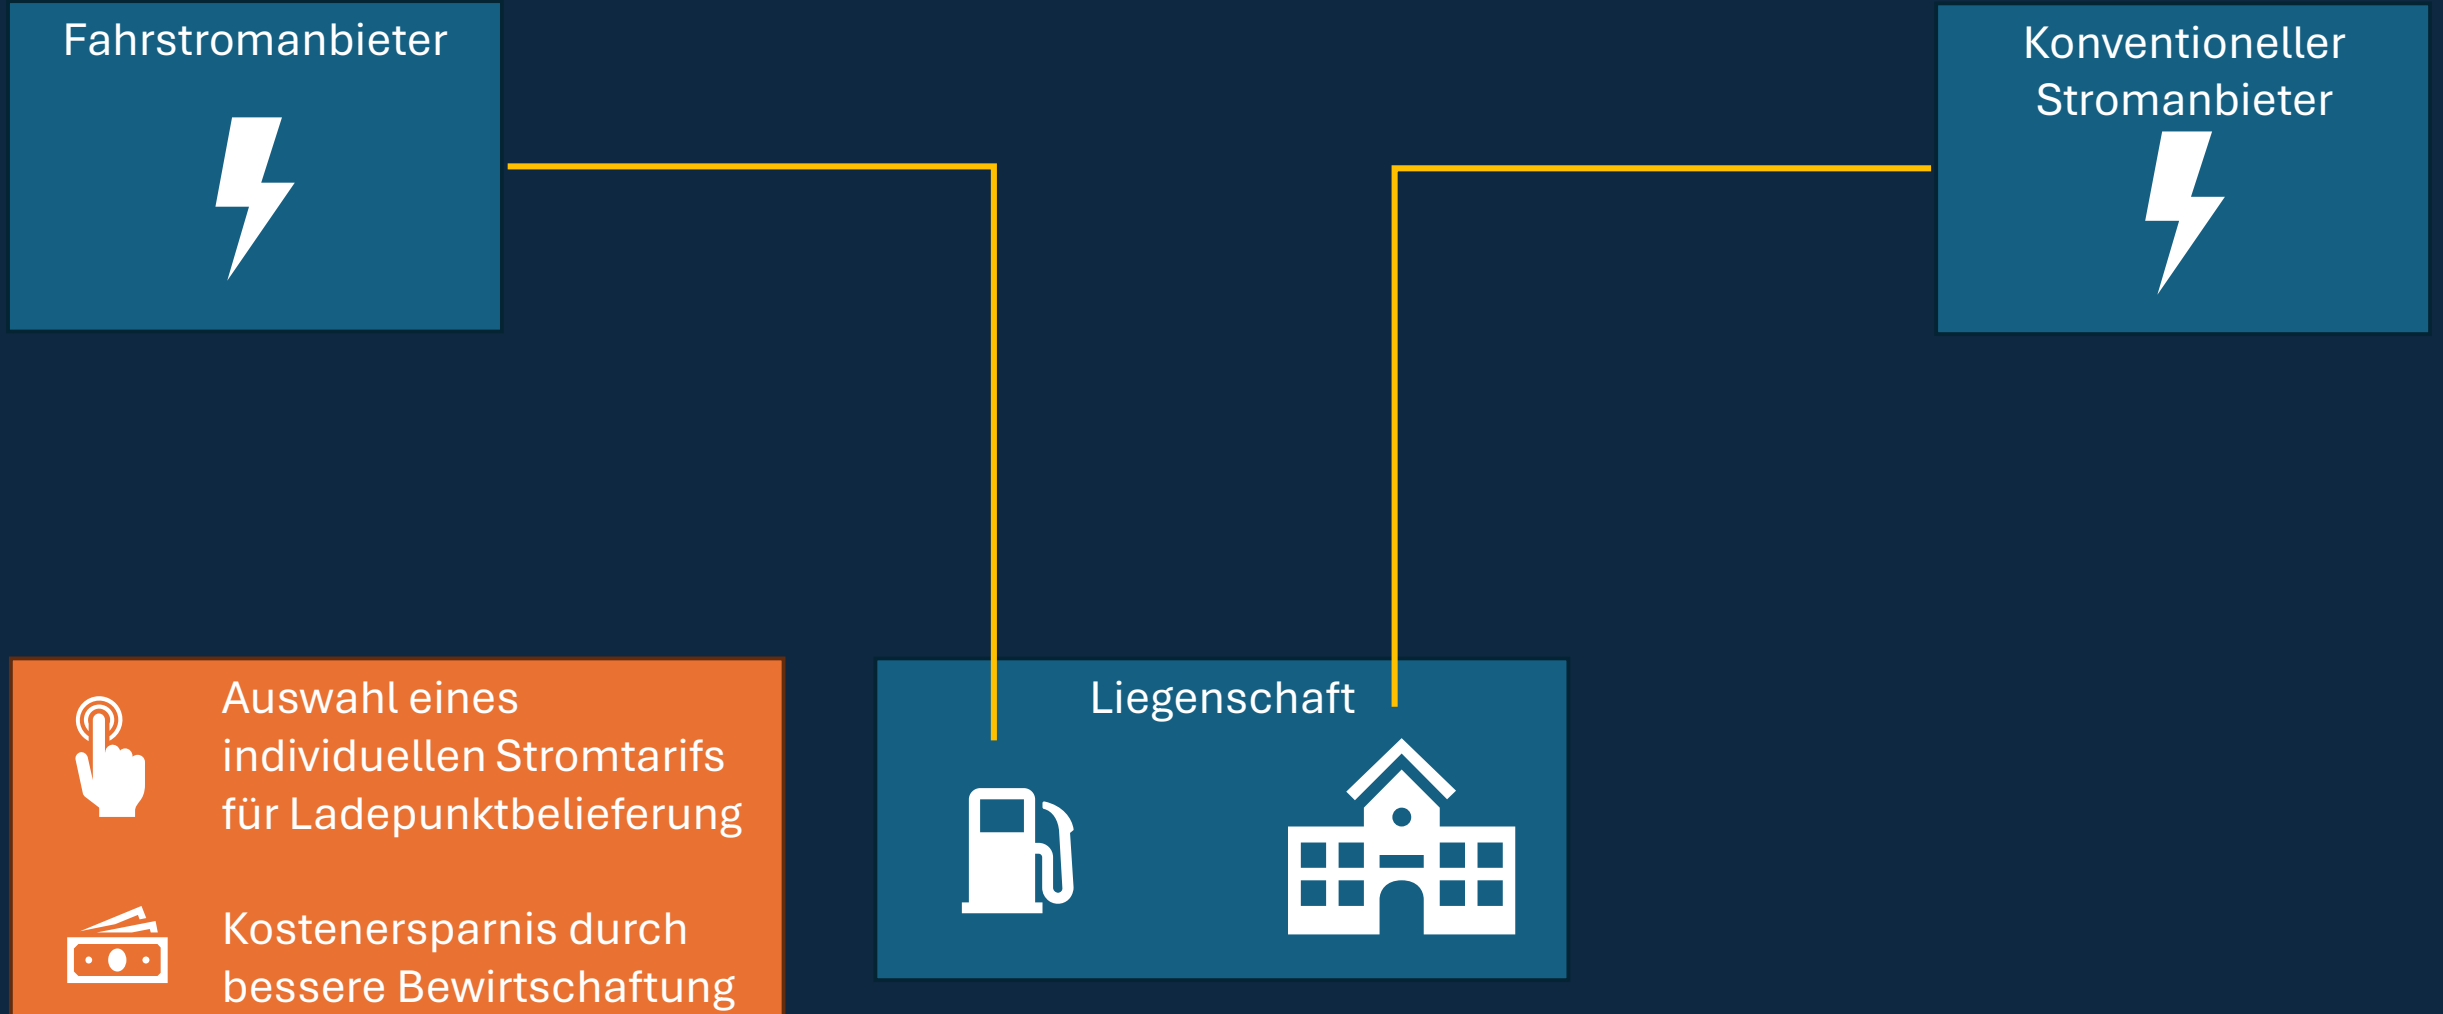 Fahrstromanbieter
Konventioneller
Stromanbieter
Auswahl eines
individuellen Stromtarifs
für Ladepunktbelieferung
Kostenersparnis durch
bessere Bewirtschaftung
Liegenschaft